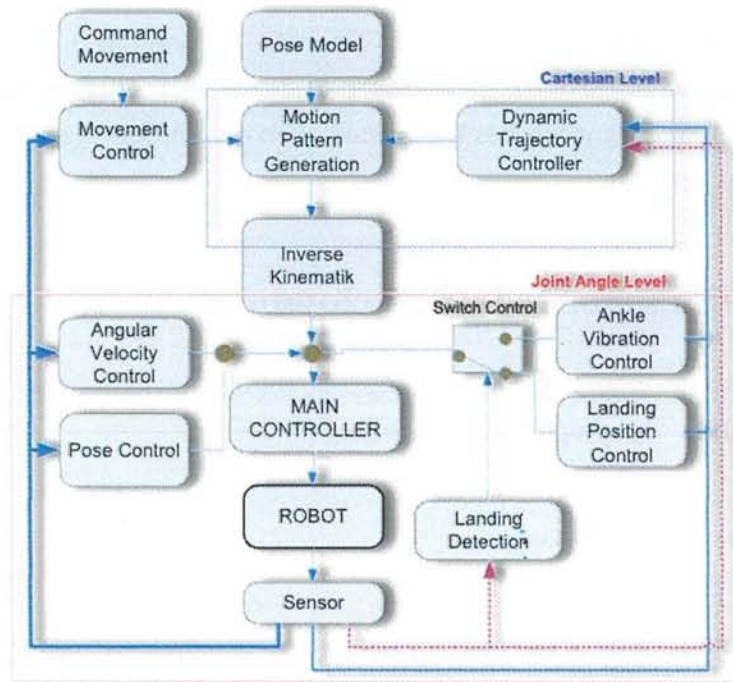 Command
Movement
Pose Model
Cartesian Level
Movement
Control
Motion
Pattern
Generation
Dynamic
Trajectory
Controller
Inverse
Kinematik
Joint Angle Level
Switch Control
Angular
Velocity
Control
Ankle
Vibration
Control
MAIN
CONTROLLER
Pose Control
Landing
Position
Control
ROBOT
Landing
Detection
Sensor